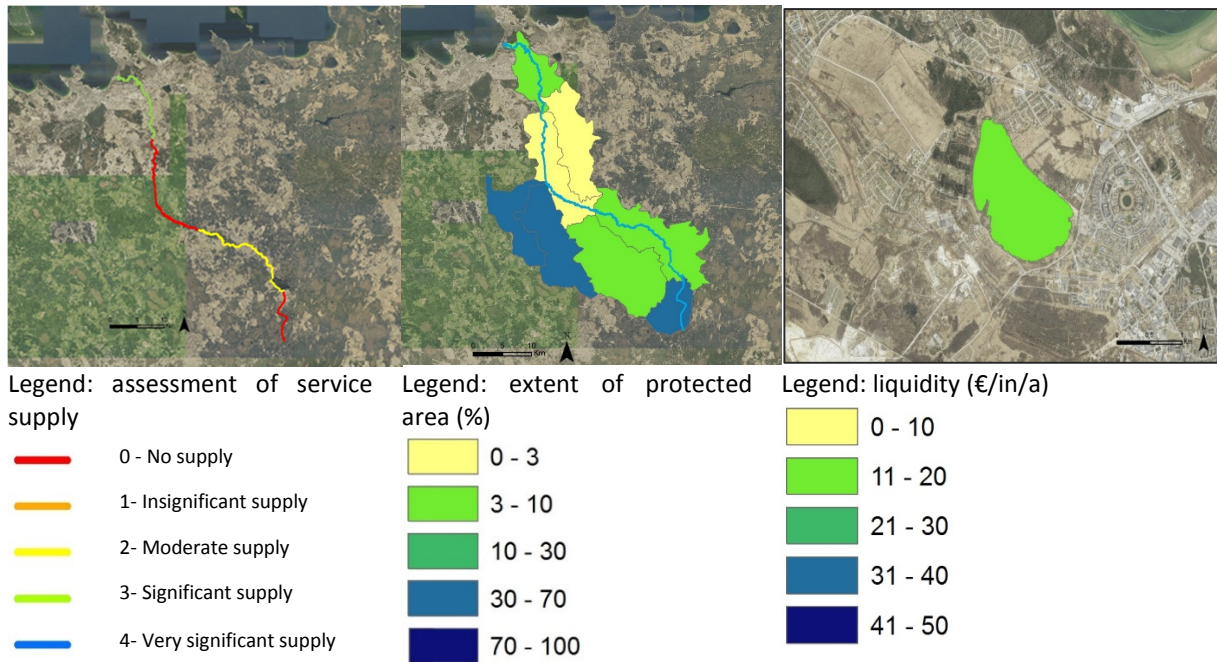 Legend: assessment of service
supply
0 - No supply
1- Insignificant supply
2- Moderate supply
3- Significant supply
4- Very significant supply
Legend: extent of protected
area (%)
0 - 3
3 - 10
10 - 30
30 - 70
70 - 100
Legend: liquidity (€/in/a)
0 - 10
11 - 20
21 - 30
31 - 40
41 - 50